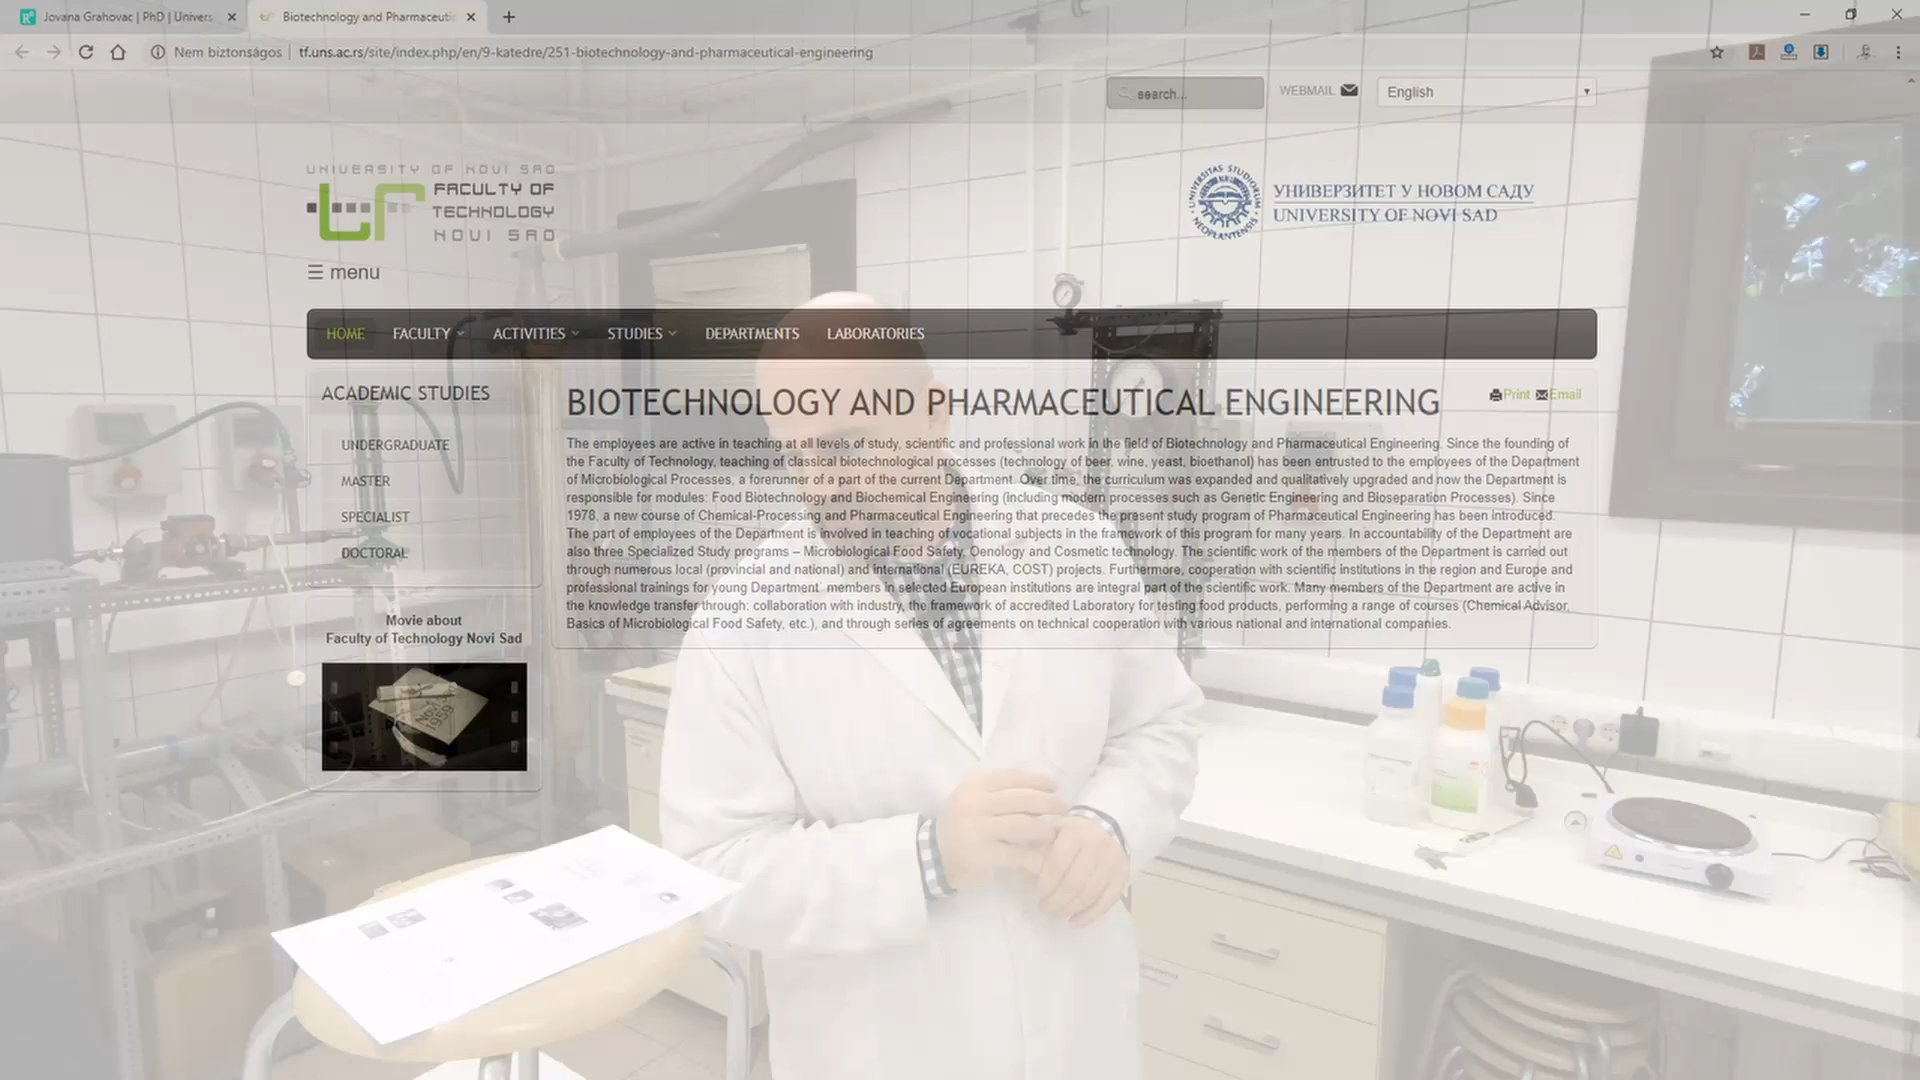 Jovana Grahovac | PhD | Univers
Biotechnology and Pharmaceutic
Nem biztonságos | tf.uns.ac.rs/site/index.php/en/9-katedre/251-biotechnology-and-pharmaceutical-engineering
search...
WEBMAIL
English
UNIVERSITY OF NOVI SAD
FACULTY OF
TECHNOLOGY
NOVI SAD
УНИВЕРЗИТЕТ У НОВОМ САДУ
UNIVERSITY OF NOVI SAD
UNIVERSITAS STUDIORUM
NEOPLANTENSIS
☰ menu
HOME FACULTY ACTIVITIES STUDIES DEPARTMENTS LABORATORIES
ACADEMIC STUDIES
UNDERGRADUATE
MASTER
SPECIALIST
DOCTORAL
Movie about
Faculty of Technology Novi Sad
Novi
1959
BIOTECHNOLOGY AND PHARMACEUTICAL ENGINEERING
Print Email
The employees are active in teaching at all levels of study, scientific and professional work in the field of Biotechnology and Pharmaceutical Engineering. Since the founding of
the Faculty of Technology, teaching of classical biotechnological processes (technology of beer, wine, yeast, bioethanol) has been entrusted to the employees of the Department
of Microbiological Processes, a forerunner of a part of the current Department. Over time, the curriculum was expanded and qualitatively upgraded and now the Department is
responsible for modules: Food Biotechnology and Biochemical Engineering (including modern processes such as Genetic Engineering and Bioseparation Processes). Since
1978, a new course of Chemical-Processing and Pharmaceutical Engineering that precedes the present study program of Pharmaceutical Engineering has been introduced.
The part of employees of the Department is involved in teaching of vocational subjects in the framework of this program for many years. In accountability of the Department are
also three Specialized Study programs – Microbiological Food Safety, Oenology and Cosmetic technology. The scientific work of the members of the Department is carried out
through numerous local (provincial and national) and international (EUREKA, COST) projects. Furthermore, cooperation with scientific institutions in the region and Europe and
professional trainings for young Department members in selected European institutions are integral part of the scientific work. Many members of the Department are active in
the knowledge transfer through: collaboration with industry, the framework of accredited Laboratory for testing food products, performing a range of courses (Chemical Advisor,
Basics of Microbiological Food Safety, etc.), and through series of agreements on technical cooperation with various national and international companies.